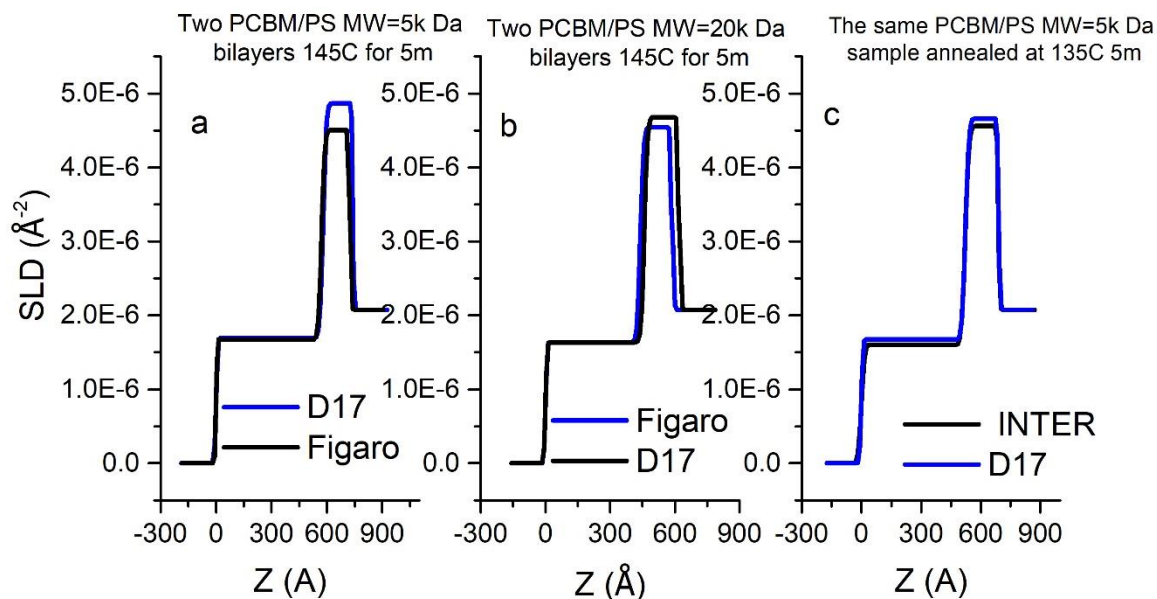 Two PCBM/PS MW=5k Da
bilayers 145C for 5m
Two PCBM/PS MW=20k Da
bilayers 145C for 5m
The same PCBM/PS MW=5k Da
sample annealed at 135C 5m
SLD (Å⁻²)
a
5.0E-6
4.0E-6
3.0E-6
2.0E-6
1.0E-6
0.0
D17
Figaro
-300 0 300 600 900
Z (A)
b
5.0E-6
4.0E-6
3.0E-6
2.0E-6
1.0E-6
0.0
Figaro
D17
-300 0 300 600 900
Z (Å)
c
5.0E-6
4.0E-6
3.0E-6
2.0E-6
1.0E-6
0.0
INTER
D17
-300 0 300 600 900
Z (A)